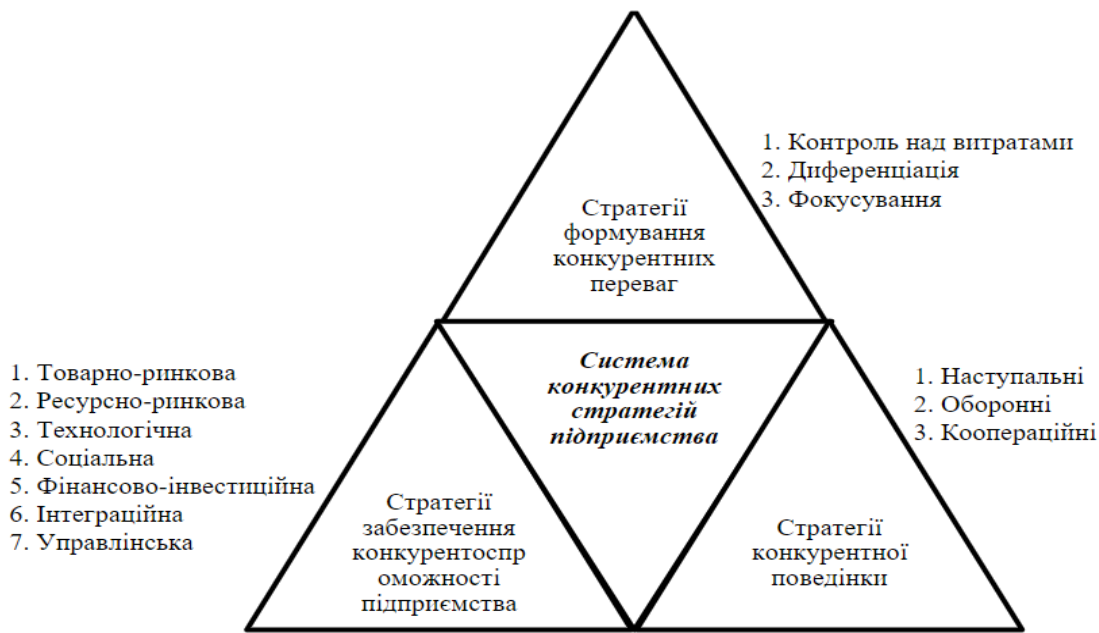 1. Контроль над витратами
2. Диференціація
3. Фокусування
Стратегії
формування
конкурентних
переваг
Система
конкурентних
стратегій
підприємства
1. Товарно-ринкова
2. Ресурсно-ринкова
3. Технологічна
4. Соціальна
5. Фінансово-інвестиційна
6. Інтеграційна
7. Управлінська
1. Наступальні
2. Оборонні
3. Коопераційні
Стратегії
забезпечення
конкурентоспр
оможності
підприємства
Стратегії
конкурентної
поведінки